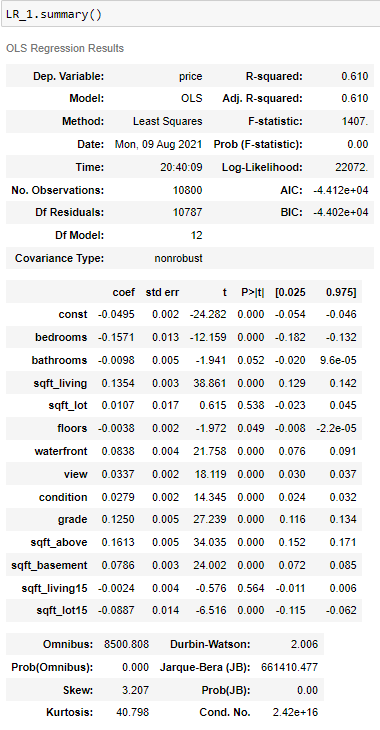 LR_1.summary()
OLS Regression Results
Dep. Variable: price R-squared: 0.610
Model: OLS Adj. R-squared: 0.610
Method: Least Squares F-statistic: 1407.
Date: Mon, 09 Aug 2021 Prob (F-statistic): 0.00
Time: 20:40:09 Log-Likelihood: 22072.
No. Observations: 10800 AIC: -4.412e+04
Df Residuals: 10787 BIC: -4.402e+04
Df Model: 12
Covariance Type: nonrobust
coef std err t P>|t| [0.025 0.975]
const -0.0495 0.002 -24.282 0.000 -0.054 -0.046
bedrooms -0.1571 0.013 -12.159 0.000 -0.182 -0.132
bathrooms -0.0098 0.005 -1.941 0.052 -0.020 9.6e-05
sqft_living 0.1354 0.003 38.861 0.000 0.129 0.142
sqft_lot 0.0107 0.017 0.615 0.538 -0.023 0.045
floors -0.0038 0.002 -1.972 0.049 -0.008 -2.2e-05
waterfront 0.0838 0.004 21.758 0.000 0.076 0.091
view 0.0337 0.002 18.119 0.000 0.030 0.037
condition 0.0279 0.002 14.345 0.000 0.024 0.032
grade 0.1250 0.005 27.239 0.000 0.116 0.134
sqft_above 0.1613 0.005 34.035 0.000 0.152 0.171
sqft_basement 0.0786 0.003 24.002 0.000 0.072 0.085
sqft_living15 -0.0024 0.004 -0.576 0.564 -0.011 0.006
sqft_lot15 -0.0887 0.014 -6.516 0.000 -0.115 -0.062
Omnibus: 8500.808 Durbin-Watson: 2.006
Prob(Omnibus): 0.000 Jarque-Bera (JB): 661410.477
Skew: 3.207 Prob(JB): 0.00
Kurtosis: 40.798 Cond. No. 2.42e+16